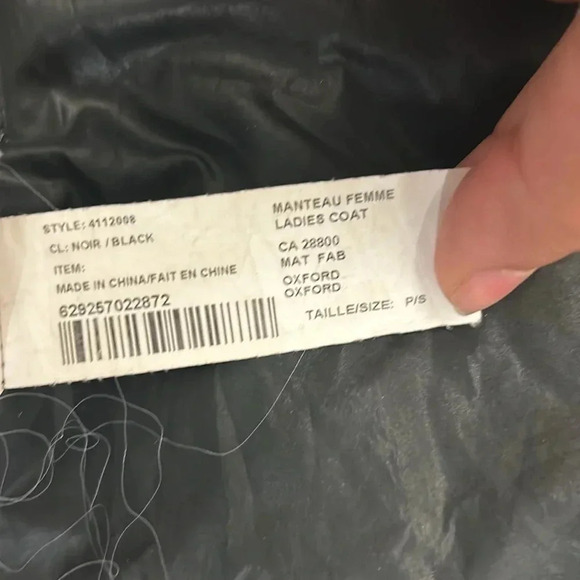 STYLE: 4112008
CL: NOIR / BLACK
ITEM:
MADE IN CHINA/FAIT EN CHINE
629257022872
MANTEAU FEMME
LADIES COAT
CA 28800
MAT FAB
OXFORD
OXFORD
TAILLE/SIZE: P/S